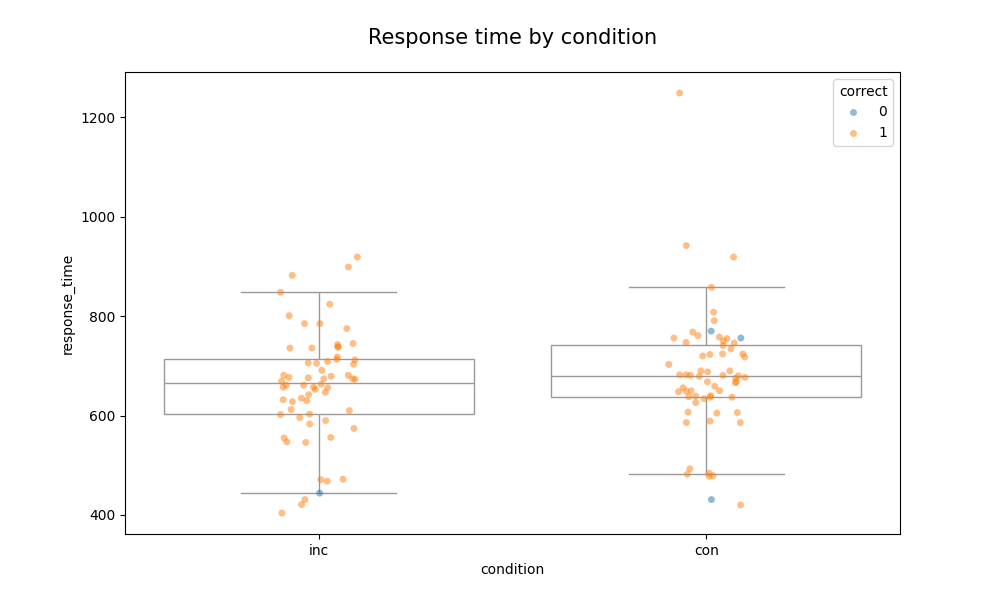 Response time by condition
correct
0
1
1200
1000
800
600
400
response_time
inc
con
condition